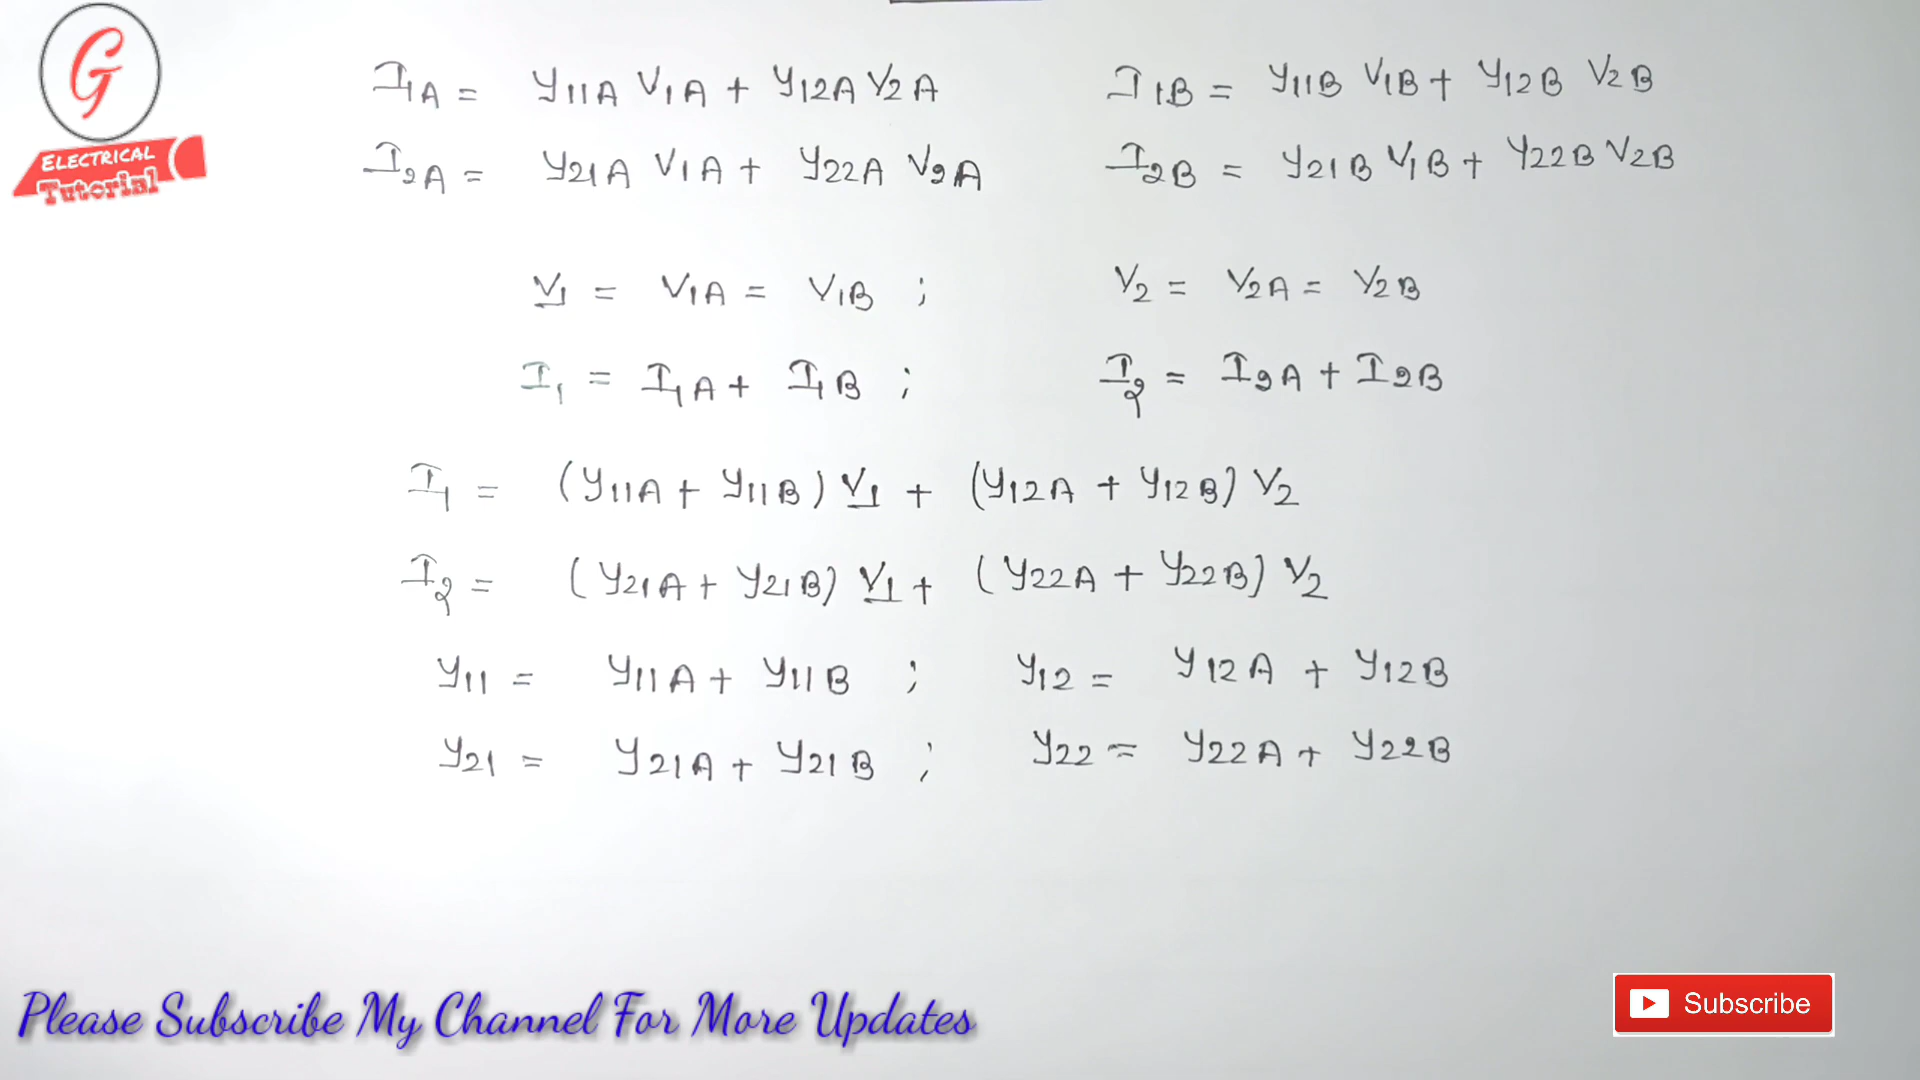 G
ELECTRICAL
Tutorial
I1A = Y11A V1A + Y12A V2A    I1B = Y11B V1B + Y12B V2B
I2A = Y21A V1A + Y22A V2A    I2B = Y21B V1B + Y22B V2B
V1 = V1A = V1B ;    V2 = V2A = V2B
I1 = I1A + I1B ;    I2 = I2A + I2B
I1 = (Y11A + Y11B) V1 + (Y12A + Y12B) V2
I2 = (Y21A + Y21B) V1 + (Y22A + Y22B) V2
Y11 = Y11A + Y11B ;    Y12 = Y12A + Y12B
Y21 = Y21A + Y21B ;    Y22 = Y22A + Y22B
Please Subscribe My Channel For More Updates
Subscribe